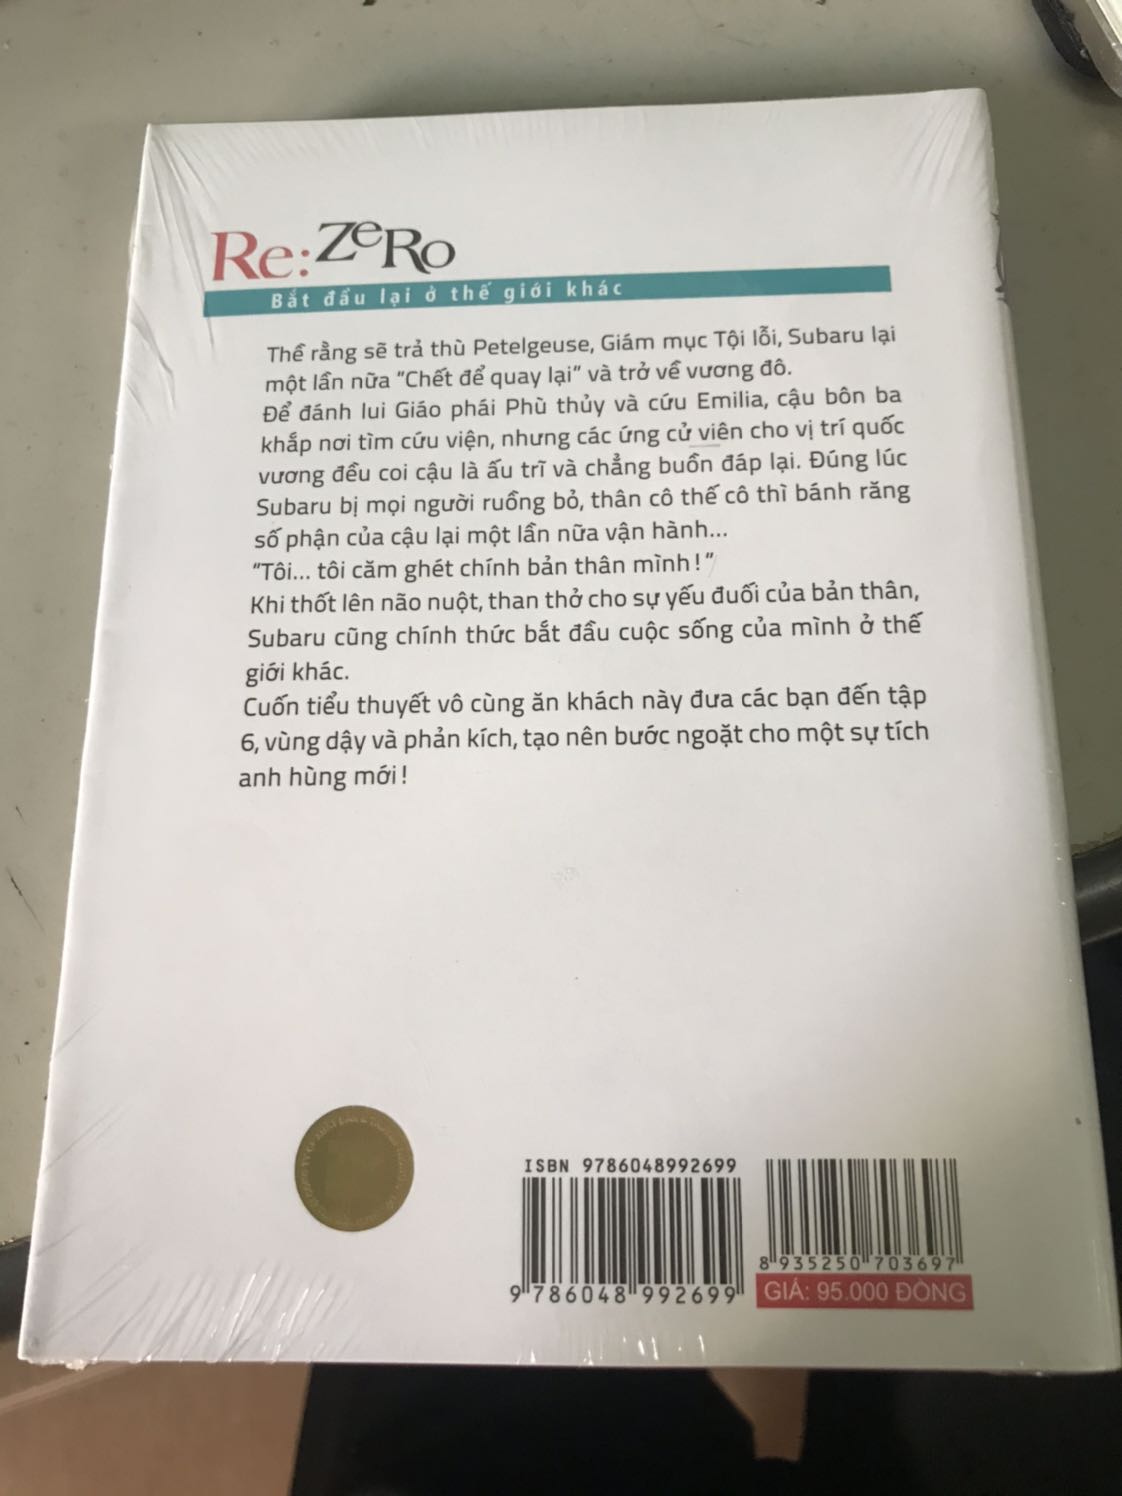 Re:ZeRo
Bắt đầu lại ở thế giới khác
Thề rằng sẽ trả thù Petelgeuse, Giám mục Tội lỗi, Subaru lại
một lần nữa “Chết để quay lại” và trở về vương đô.
Để đánh lui Giáo phái Phù thủy và cứu Emilia, cậu bôn ba
khắp nơi tìm cứu viện, nhưng các ứng cử viên cho vị trí quốc
vương đều coi cậu là ấu trĩ và chẳng buồn đáp lại. Đúng lúc
Subaru bị mọi người ruồng bỏ, thân cô thế cô thì bánh răng
số phận của cậu lại một lần nữa vận hành...
“Tôi... tôi căm ghét chính bản thân mình!”
Khi thốt lên não nuột, than thở cho sự yếu đuối của bản thân,
Subaru cũng chính thức bắt đầu cuộc sống của mình ở thế
giới khác.
Cuốn tiểu thuyết vô cùng ăn khách này đưa các bạn đến tập
6, vùng dậy và phản kích, tạo nên bước ngoặt cho một sự tích
anh hùng mới!
ISBN 9786048992699
9 786048 992699
8 935250 703697
GIÁ: 95.000 ĐỒNG